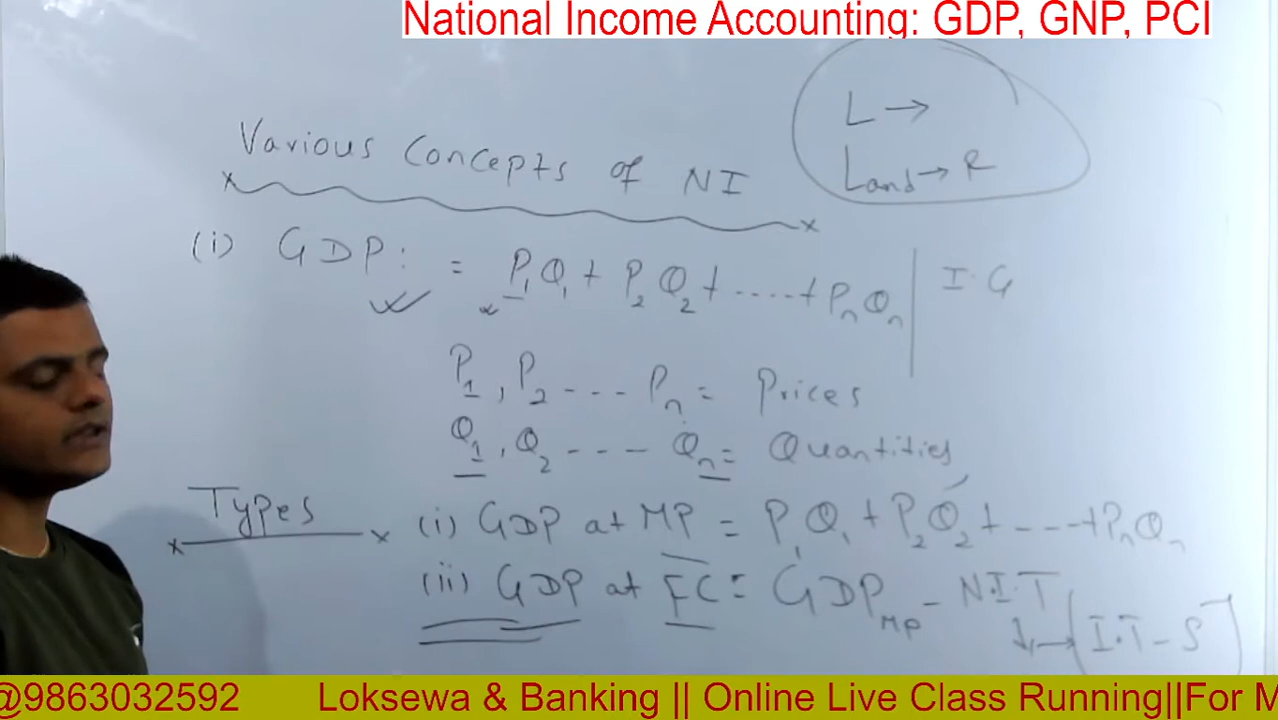 National Income Accounting: GDP, GNP, PCI
L →
Land → R
Various Concepts of NI
(i) GDP: = P₁Q₁ + P₂Q₂ + ..... + PₙQₙ | I.G
P₁, P₂ --- Pₙ = Prices
Q₁, Q₂ --- Qₙ = Quantities
Types
(i) GDP at MP = P₁Q₁ + P₂Q₂ + --- + PₙQₙ
(ii) GDP at FC = GDP_MP - N.I.T
↳ → [I.T - S]
@9863032592 Loksewa & Banking || Online Live Class Running||For M